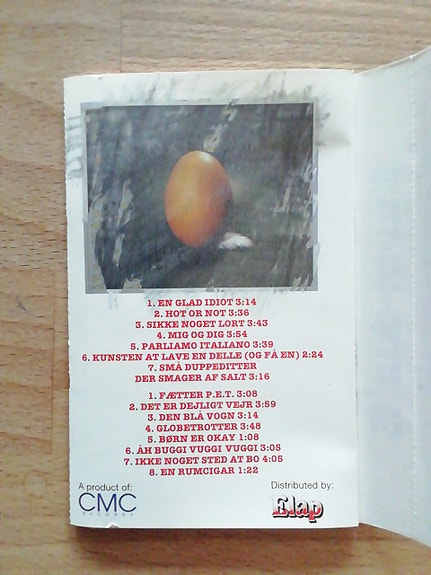 1. EN GLAD IDIOT 3:14
2. HOT OR NOT 3:36
3. SIKKE NOGET LORT 3:43
4. MIG OG DIG 3:54
5. PARLIAMO ITALIANO 3:39
6. KUNSTEN AT LAVE EN DELLE (OG FÅ EN) 2:24
7. SMÅ DUPPEDITTER
DER SMAGER AF SALT 3:16
1. FÆTTER P.E.T. 3:08
2. DET ER DEJLIGT VEJR 3:59
3. DEN BLÅ VOGN 3:14
4. GLOBETROTTER 3:48
5. BØRN ER OKAY 1:08
6. ÅH BUGGI VUGGI VUGGI 3:05
7. IKKE NOGET STED AT BO 4:05
8. EN RUMCIGAR 1:22
A product of:
CMC
RECORDS
Distributed by:
Elap